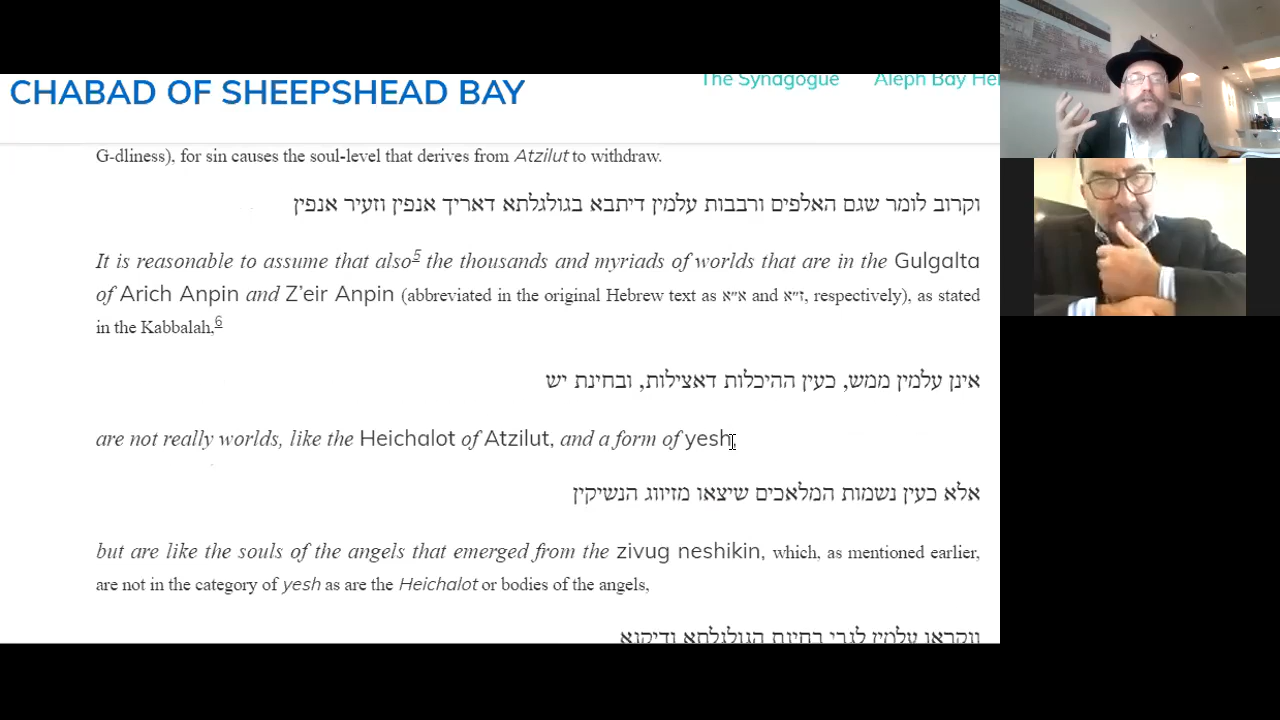 The Synagogue Aleph Bay He
CHABAD OF SHEEPSHEAD BAY
G-dliness), for sin causes the soul-level that derives from Atzilut to withdraw.
וקרוב לומר שגם האלפים ורבבות עלמין דיתבא בגולגלתא דאריך אנפין וזעיר אנפין
It is reasonable to assume that also5 the thousands and myriads of worlds that are in the Gulgalta
of Arich Anpin and Z’eir Anpin (abbreviated in the original Hebrew text as א״א and ז״א, respectively), as stated
in the Kabbalah,6
אינן עלמין ממש, כעין ההיכלות דאצילות, ובחינת יש
are not really worlds, like the Heichalot of Atzilut, and a form of yesh,
אלא כעין נשמות המלאכים שיצאו מזיווג הנשיקין
but are like the souls of the angels that emerged from the zivug neshikin, which, as mentioned earlier,
are not in the category of yesh as are the Heichalot or bodies of the angels,
ונקראו עלמין לגבי בחינת הגולגלתא ודיקנא